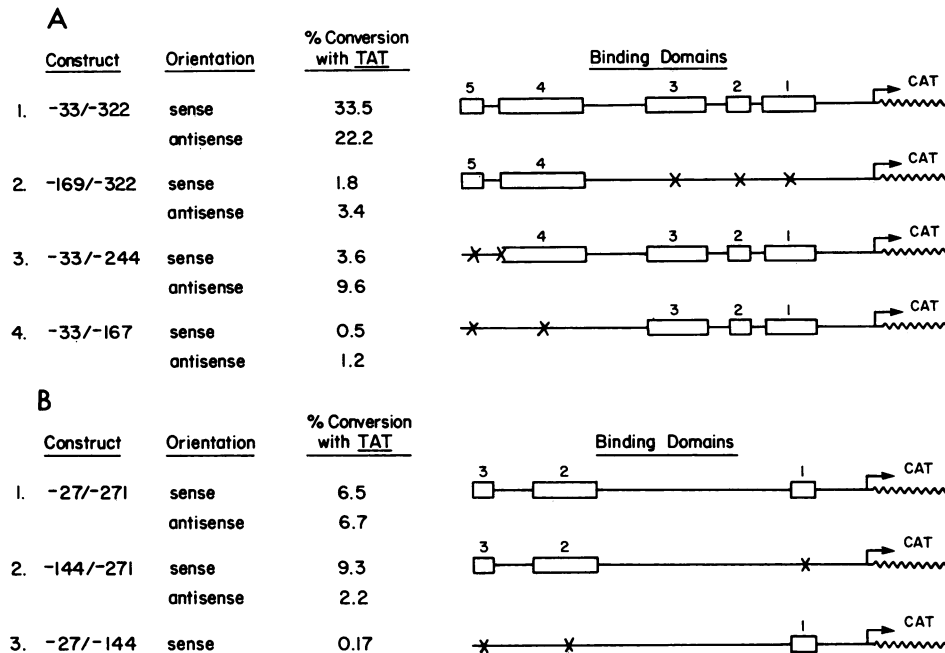 A
Construct Orientation % Conversion with TAT Binding Domains
5 4 3 2 1 CAT
1. -33/-322 sense 33.5
antisense 22.2
5 4 CAT
2. -169/-322 sense 1.8
antisense 3.4
4 3 2 1 CAT
3. -33/-244 sense 3.6
antisense 9.6
3 2 1 CAT
4. -33/-167 sense 0.5
antisense 1.2
B
Construct Orientation % Conversion with TAT Binding Domains
3 2 1 CAT
1. -27/-271 sense 6.5
antisense 6.7
3 2 CAT
2. -144/-271 sense 9.3
antisense 2.2
1 CAT
3. -27/-144 sense 0.17